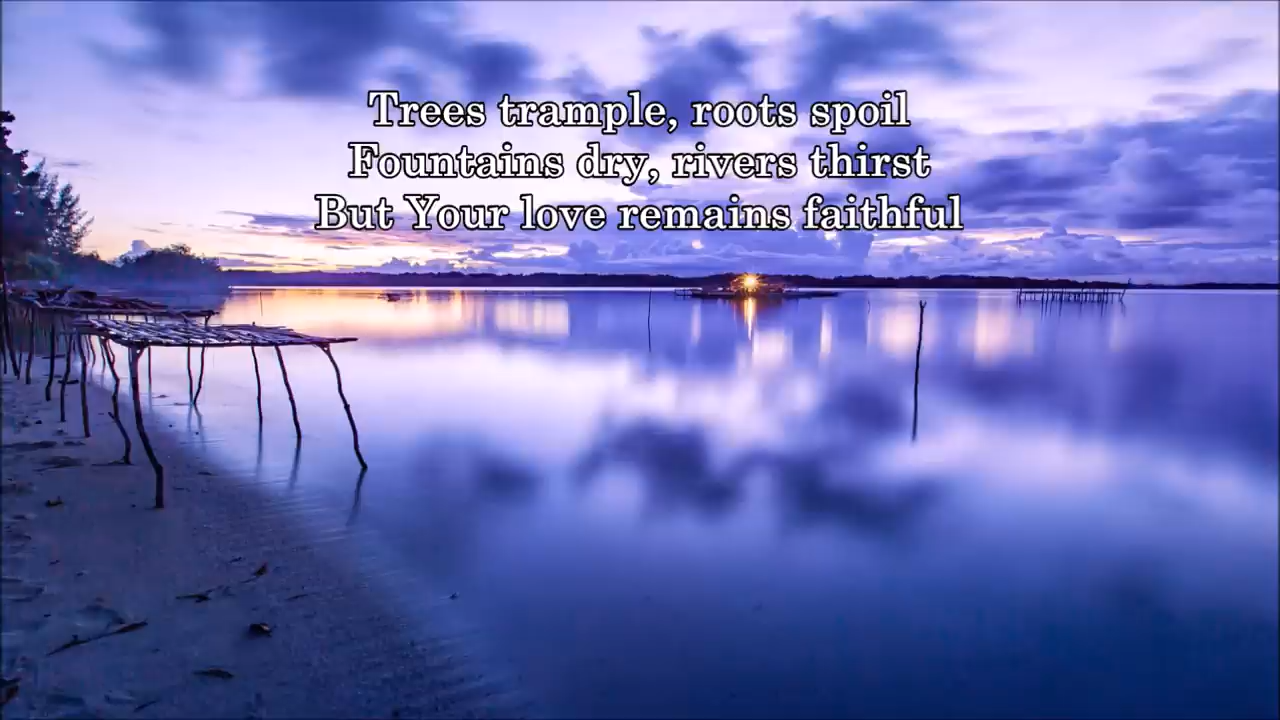 Trees trample, roots spoil
Fountains dry, rivers thirst
But Your love remains faithful